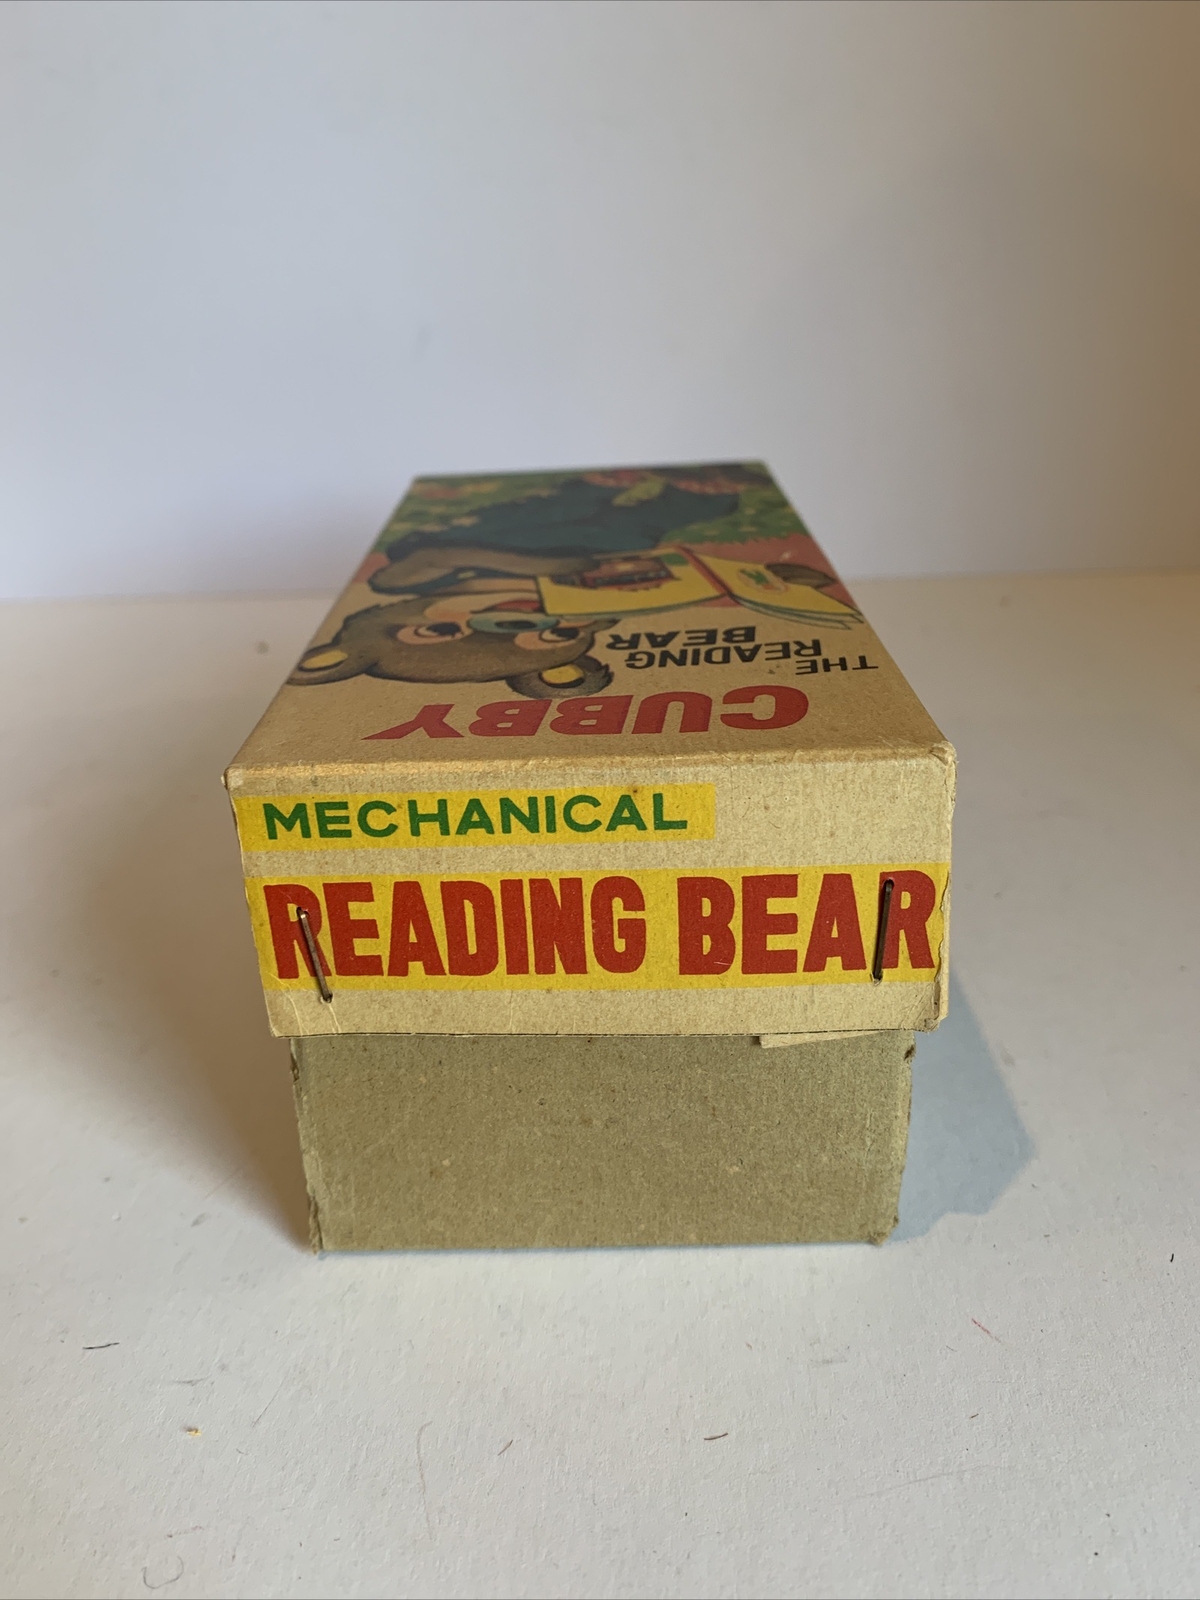 CUBBY
THE
READING
BEAR
MECHANICAL
READING BEAR